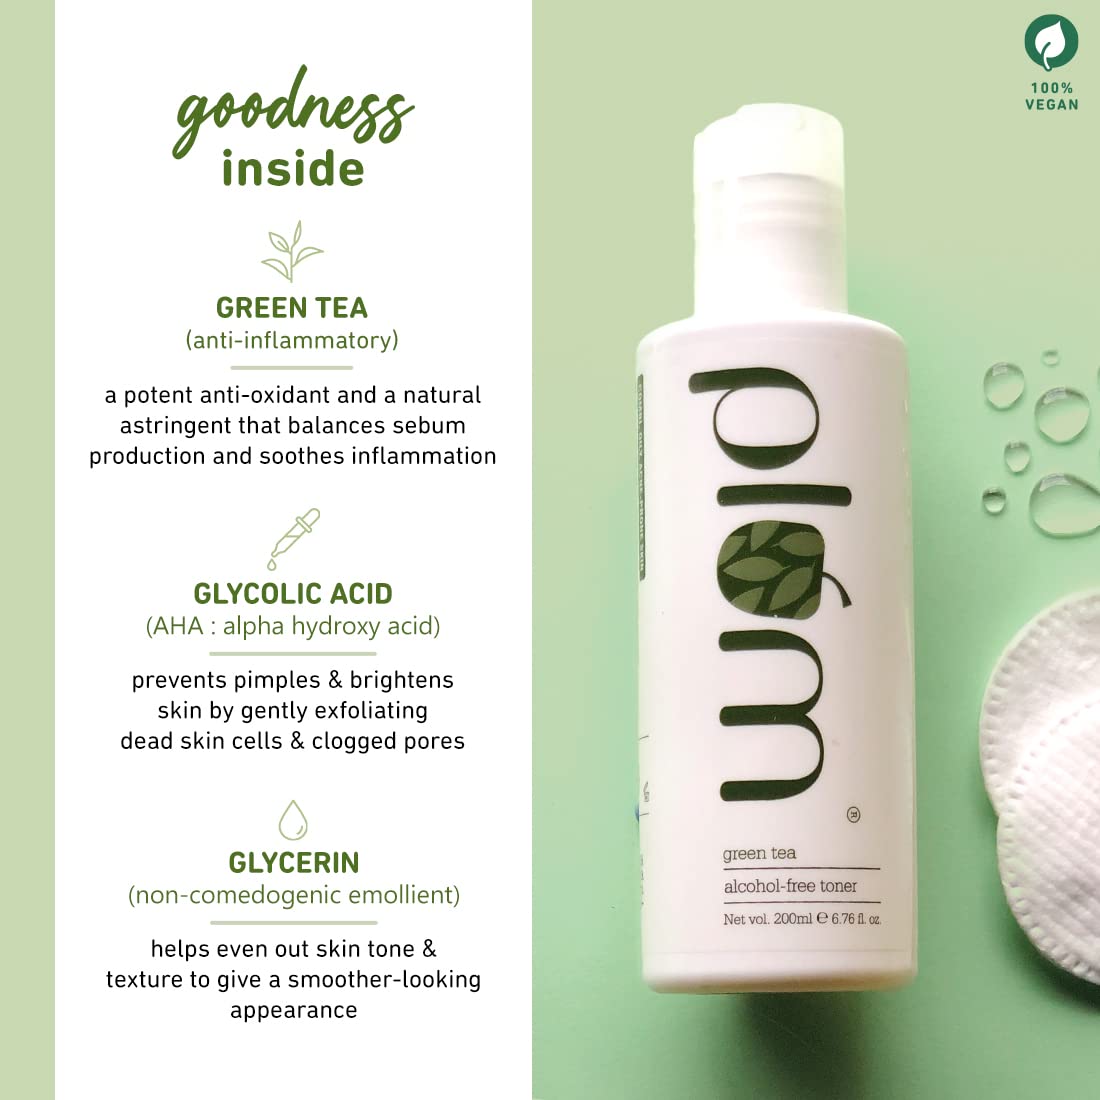 goodness
inside
GREEN TEA
(anti-inflammatory)
a potent anti-oxidant and a natural
astringent that balances sebum
production and soothes inflammation
GLYCOLIC ACID
(AHA : alpha hydroxy acid)
prevents pimples & brightens
skin by gently exfoliating
dead skin cells & clogged pores
GLYCERIN
(non-comedogenic emollient)
helps even out skin tone &
texture to give a smoother-looking
appearance
100%
VEGAN
plum
®
green tea
alcohol-free toner
Net vol. 200ml ℮ 6.76 fl. oz.